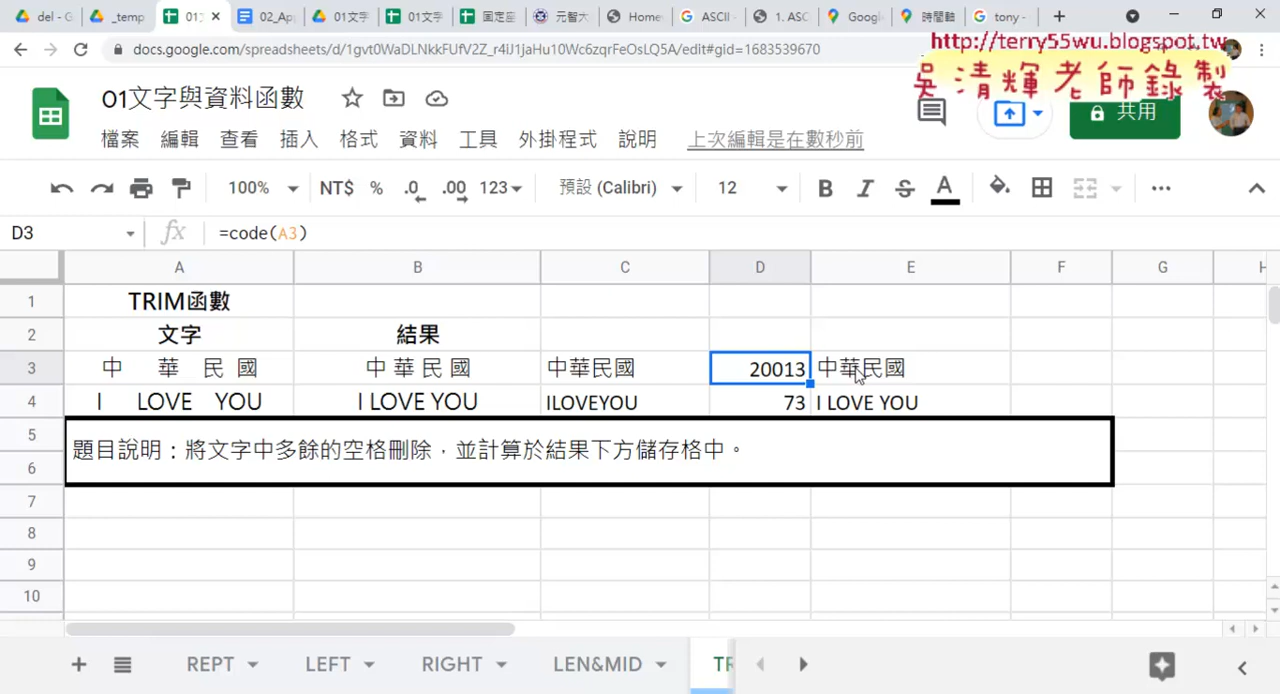 del - G
_temp
01
02_Ap
01文字
01文字
固定座
元智大
Home
ASCII
1. ASC
Googl
時間軸
tony -
docs.google.com/spreadsheets/d/1gvt0WaDLNkkFUfV2Z_r4iJ1jaHu10Wc6zqrFeOsLQ5A/edit#gid=1683539670
http://terry55wu.blogspot.tw
吳清輝老師錄製
01文字與資料函數
共用
檔案 編輯 查看 插入 格式 資料 工具 外掛程式 說明 上次編輯是在數秒前
100% NT$ % .0 .00 123 預設 (Calibri) 12 B I S A
D3 fx =code(A3)
A B C D E F G H
1 TRIM函數
2 文字 結果
3 中 華 民 國 中 華 民 國 中華民國 20013 中華民國
4 I LOVE YOU I LOVE YOU ILOVEYOU 73 I LOVE YOU
5 題目說明：將文字中多餘的空格刪除，並計算於結果下方儲存格中。
6
7
8
9
10
REPT LEFT RIGHT LEN&MID TR